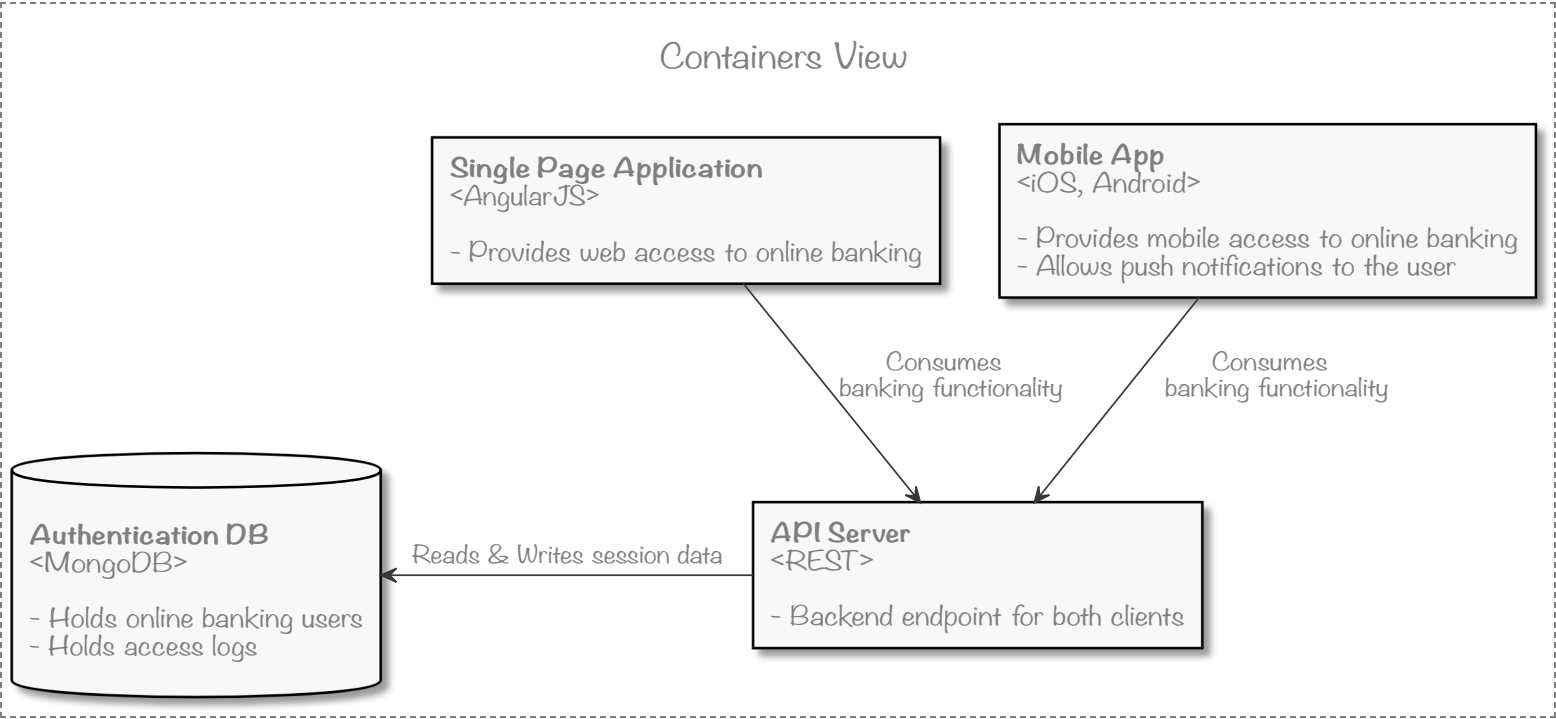 Containers View
Single Page Application
<AngularJS>
- Provides web access to online banking
Mobile App
<iOS, Android>
- Provides mobile access to online banking
- Allows push notifications to the user
Consumes
banking functionality
Consumes
banking functionality
Authentication DB
<MongoDB>
- Holds online banking users
- Holds access logs
Reads & Writes session data
API Server
<REST>
- Backend endpoint for both clients